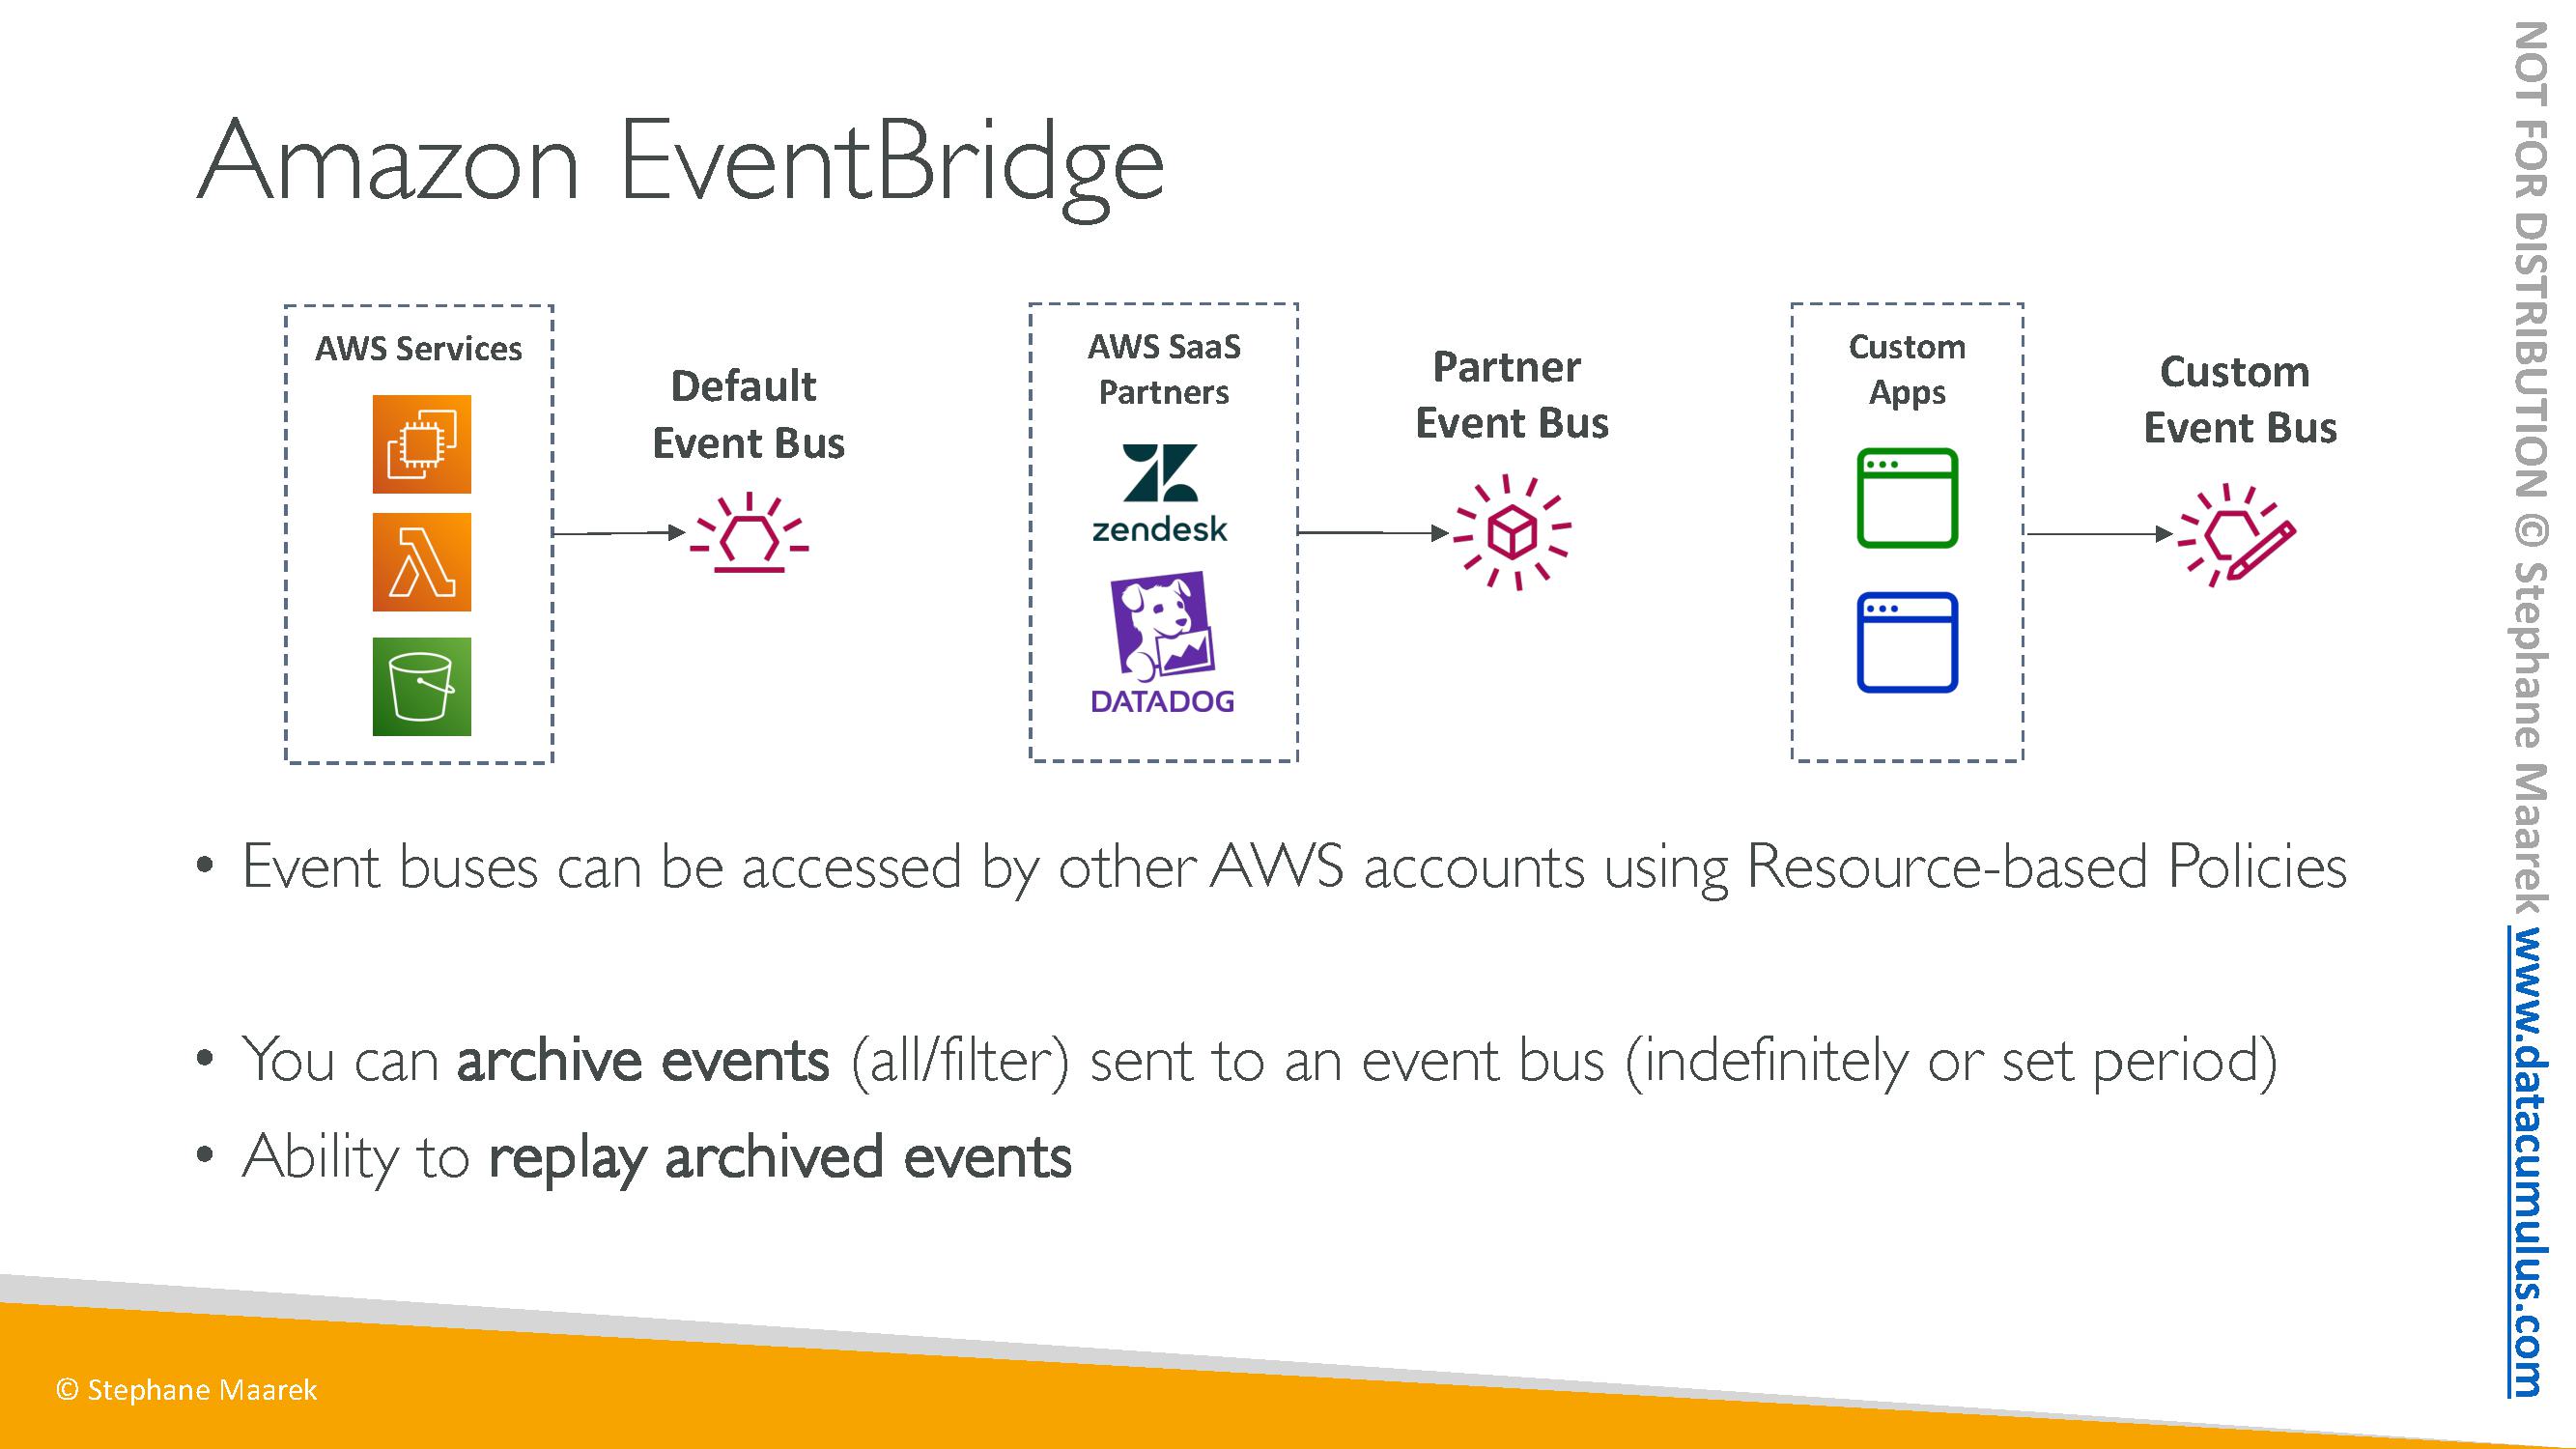 Amazon EventBridge
AWS Services
Default
Event Bus
AWS SaaS
Partners
zendesk
DATADOG
Partner
Event Bus
Custom
Apps
Custom
Event Bus
• Event buses can be accessed by other AWS accounts using Resource-based Policies
• You can archive events (all/filter) sent to an event bus (indefinitely or set period)
• Ability to replay archived events
© Stephane Maarek
NOT FOR DISTRIBUTION © Stephane Maarek www.datacumulus.com